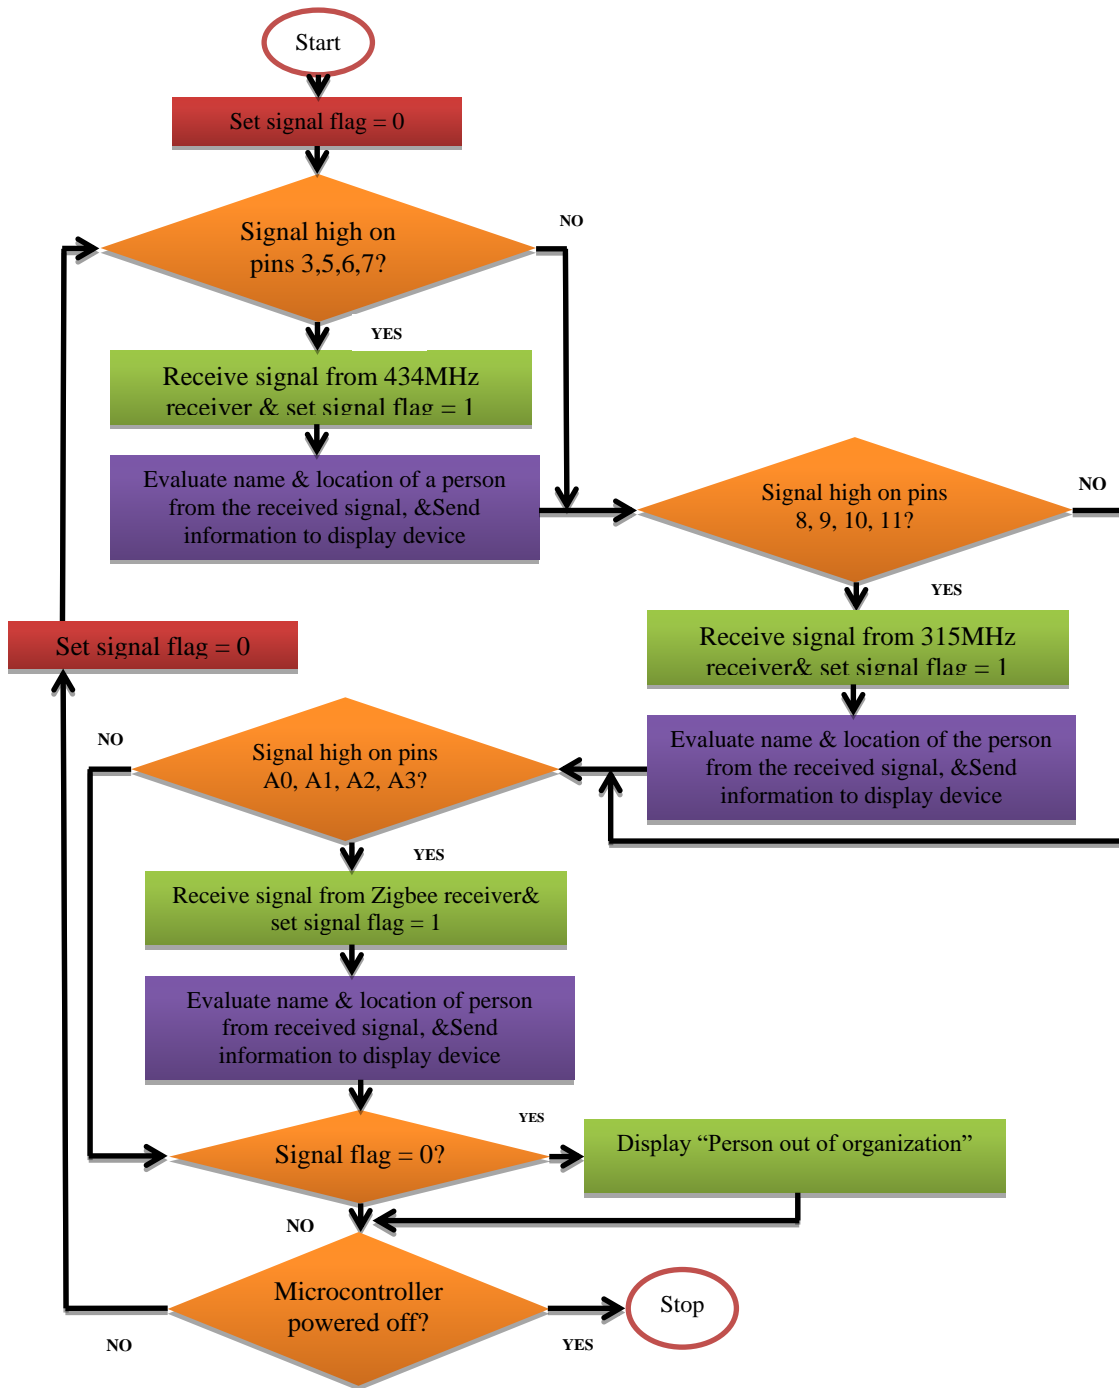 Start
Set signal flag = 0
Signal high on
pins 3,5,6,7?
NO
YES
Receive signal from 434MHz
receiver & set signal flag = 1
Evaluate name & location of a person
from the received signal, &Send
information to display device
Signal high on pins
8, 9, 10, 11?
NO
YES
Receive signal from 315MHz
receiver& set signal flag = 1
Evaluate name & location of the person
from the received signal, &Send
information to display device
Set signal flag = 0
Signal high on pins
A0, A1, A2, A3?
NO
YES
Receive signal from Zigbee receiver&
set signal flag = 1
Evaluate name & location of person
from received signal, &Send
information to display device
Signal flag = 0?
YES
Display “Person out of organization”
NO
Microcontroller
powered off?
NO
YES
Stop